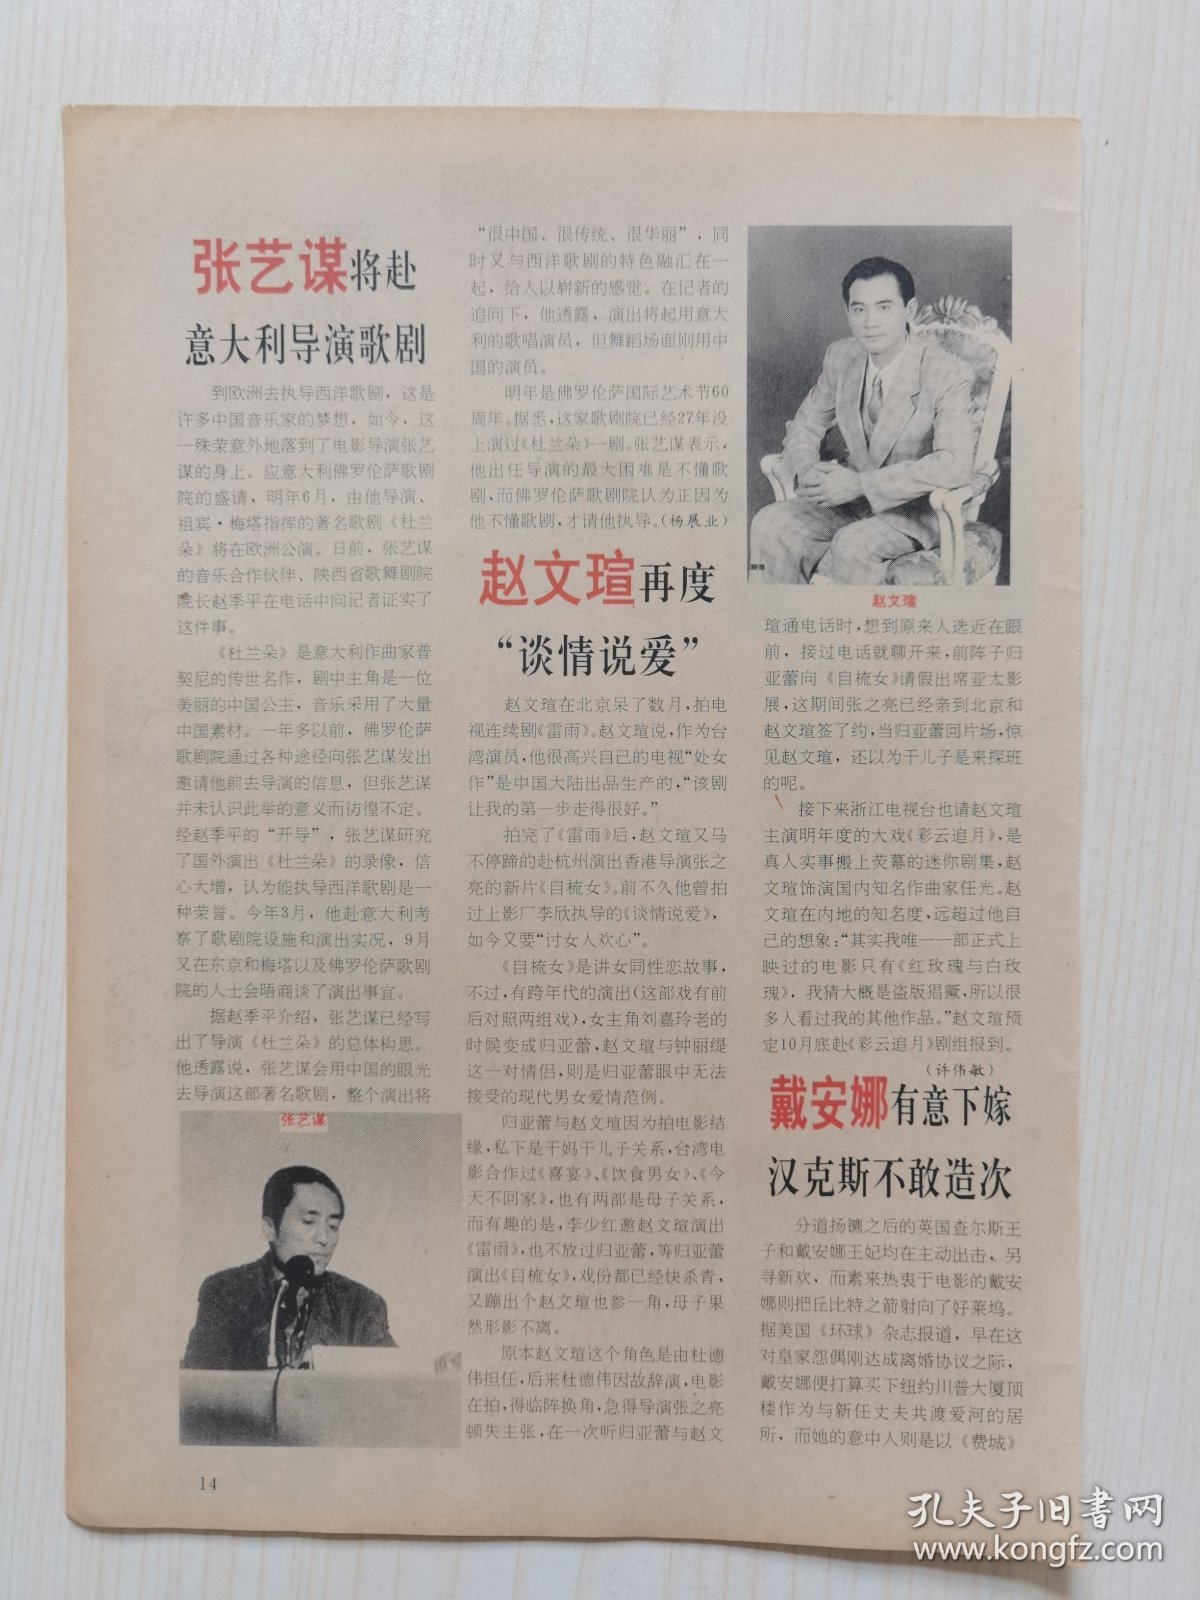 张艺谋将赴
意大利导演歌剧
到欧洲去执导西洋歌剧，这是
许多中国音乐家的梦想，如今，这
一殊荣意外地落到了电影导演张艺
谋的身上。应意大利佛罗伦萨歌剧
院的盛请，明年6月，由他导演、
祖宾·梅塔指挥的著名歌剧《杜兰
朵》将在欧洲公演。日前，张艺谋
的音乐合作伙伴、陕西省歌舞剧院
院长赵季平在电话中向记者证实了
这件事。
《杜兰朵》是意大利作曲家普
契尼的传世名作，剧中主角是一位
美丽的中国公主，音乐采用了大量
中国素材。一年多以前，佛罗伦萨
歌剧院通过各种途径向张艺谋发出
邀请他前去导演的信息，但张艺谋
并未认识此举的意义而彷徨不定。
经赵季平的“开导”，张艺谋研究
了国外演出《杜兰朵》的录像，信
心大增，认为能执导西洋歌剧是一
种荣誉。今年3月，他赴意大利考
察了歌剧院设施和演出实况，9月
又在东京和梅塔以及佛罗伦萨歌剧
院的人士会晤商谈了演出事宜。
据赵季平介绍，张艺谋已经写
出了导演《杜兰朵》的总体构思。
他透露说，张艺谋会用中国的眼光
去导演这部著名歌剧，整个演出将
张艺谋
14
“很中国、很传统、很华丽”，同
时又与西洋歌剧的特色融汇在一
起，给人以崭新的感觉。在记者的
追问下，他透露，演出将起用意大
利的歌唱演员，但舞蹈场面则用中
国的演员。
明年是佛罗伦萨国际艺术节60
周年。据悉，这家歌剧院已经27年没
上演过《杜兰朵》一剧。张艺谋表示，
他出任导演的最大困难是不懂歌
剧，而佛罗伦萨歌剧院认为正因为
他不懂歌剧，才请他执导。（杨展业）
赵文瑄再度
“谈情说爱”
赵文瑄在北京呆了数月，拍电
视连续剧《雷雨》。赵文瑄说，作为台
湾演员，他很高兴自己的电视“处女
作”是中国大陆出品生产的，“该剧
让我的第一步走得很好。”
拍完了《雷雨》后，赵文瑄又马
不停蹄的赴杭州演出香港导演张之
亮的新片《自梳女》。前不久他曾拍
过上影厂李欣执导的《谈情说爱》，
如今又要“讨女人欢心”。
《自梳女》是讲女同性恋故事，
不过，有跨年代的演出（这部戏有前
后对照两组戏），女主角刘嘉玲老的
时候变成归亚蕾，赵文瑄与钟丽缇
这一对情侣，则是归亚蕾眼中无法
接受的现代男女爱情范例。
归亚蕾与赵文瑄因为拍电影结
缘，私下是干妈干儿子关系，台湾电
影合作过《喜宴》、《饮食男女》、《今
天不回家》，也有两部是母子关系，
而有趣的是，李少红邀赵文瑄演出
《雷雨》，也不放过归亚蕾，等归亚蕾
演出《自梳女》，戏份都已经快杀青，
又蹦出个赵文瑄也参一角，母子果
然形影不离。
原本赵文瑄这个角色是由杜德
伟担任，后来杜德伟因故辞演，电影
在拍，得临阵换角，急得导演张之亮
顿失主张，在一次听归亚蕾与赵文
赵文瑄
瑄通电话时，想到原来人选近在眼
前，接过电话就聊开来，前阵子归
亚蕾向《自梳女》请假出席亚太影
展，这期间张之亮已经亲到北京和
赵文瑄签了约，当归亚蕾回片场，惊
见赵文瑄，还以为干儿子是来探班
的呢。
接下来浙江电视台也请赵文瑄
主演明年度的大戏《彩云追月》，是
真人实事搬上荧幕的迷你剧集，赵
文瑄饰演国内知名作曲家任光。赵
文瑄在内地的知名度，远超过他自
己的想象：“其实我唯一一部正式上
映过的电影只有《红玫瑰与白玫
瑰》，我猜大概是盗版猖獗，所以很
多人看过我的其他作品。”赵文瑄预
定10月底赴《彩云追月》剧组报到。
（许伟敏）
戴安娜有意下嫁
汉克斯不敢造次
分道扬镳之后的英国查尔斯王
子和戴安娜王妃均在主动出击，另
寻新欢，而素来热衷于电影的戴安
娜则把丘比特之箭射向了好莱坞。
据美国《环球》杂志报道，早在这
对皇家怨偶刚达成离婚协议之际，
戴安娜便打算买下纽约川普大厦顶
楼作为与新任丈夫共渡爱河的居
所，而她的意中人则是以《费城》
孔夫子旧书网
www.kongfz.com